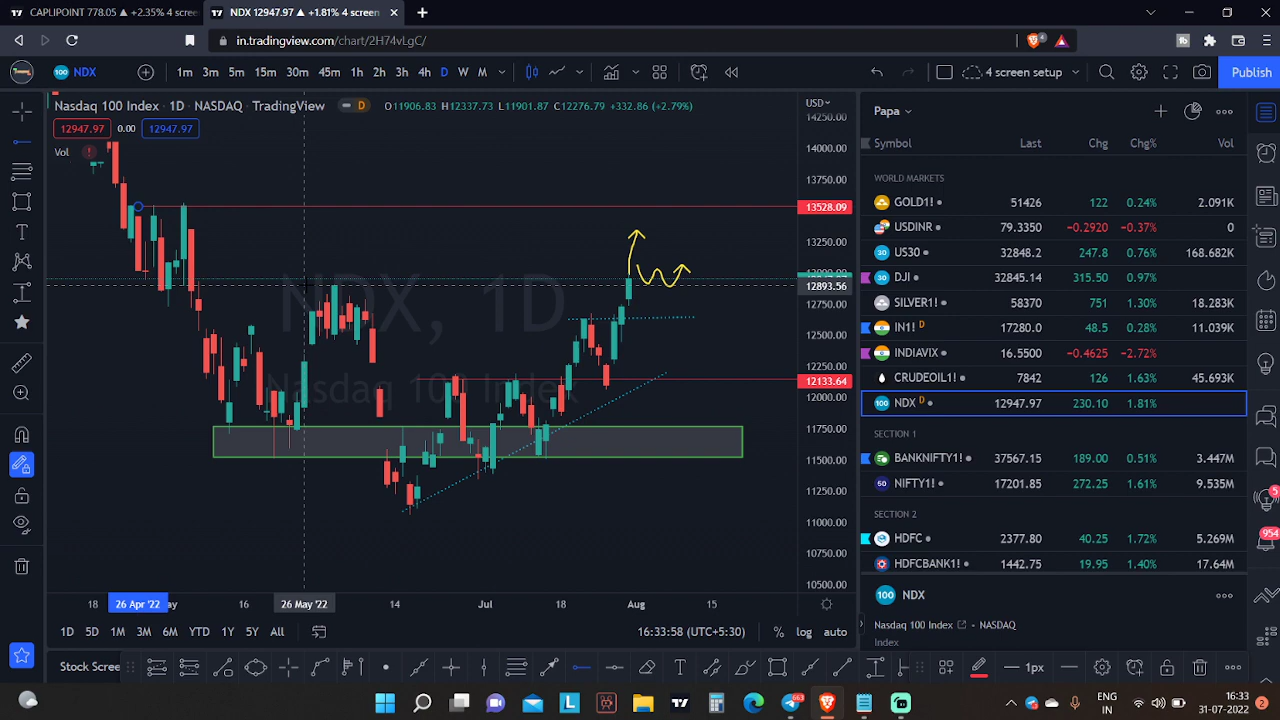 CAPLIPOINT 778.05 ▲ +2.35% 4 scree
NDX 12947.97 ▲ +1.81% 4 screen
in.tradingview.com/chart/2H74vLgC/
4
NDX
1m 3m 5m 15m 30m 45m 1h 2h 3h 4h D W M
4 screen setup
Publish
Nasdaq 100 Index · 1D · NASDAQ · TradingView
D
O11906.83 H12337.73 L11901.87 C12276.79 +332.86 (+2.79%)
12947.97 0.00 12947.97
Vol
USD
14250.00
14000.00
13750.00
13528.09
13250.00
12893.56
12750.00
12500.00
12250.00
12133.64
12000.00
11750.00
11500.00
11250.00
11000.00
10750.00
10500.00
NDX, 1D
Nasdaq 100 Index
18 26 Apr '22 ay 16 26 May '22 14 Jul 18 Aug 15
1D 5D 1M 3M 6M YTD 1Y 5Y All
16:33:58 (UTC+5:30) % log auto
Stock Scree
1px
Papa
Symbol Last Chg Chg% Vol
WORLD MARKETS
GOLD1! 51426 122 0.24% 2.091K
USDINR 79.3350 −0.2920 −0.37% 0
US30 32848.2 247.8 0.76% 168.682K
DJI 32845.14 315.50 0.97%
SILVER1! 58370 751 1.30% 17.243K
IN1! D 17280.0 48.5 0.28% 11.039K
INDIAVIX 16.5500 −0.4625 −2.72% 0
CRUDEOIL1! 7842 126 1.63% 45.693K
NDX D 12947.97 230.10 1.81%
SECTION 1
BANKNIFTY1! 37567.15 189.00 0.51% 3.447M
NIFTY1! 17201.85 272.25 1.61% 9.535M
SECTION 2
HDFC 2377.80 40.25 1.72% 5.269M
HDFCBANK1! 1442.75 19.95 1.40% 17.64M
NDX
Nasdaq 100 Index · NASDAQ
Index
5
954
663
ENG
IN
16:33
31-07-2022
2